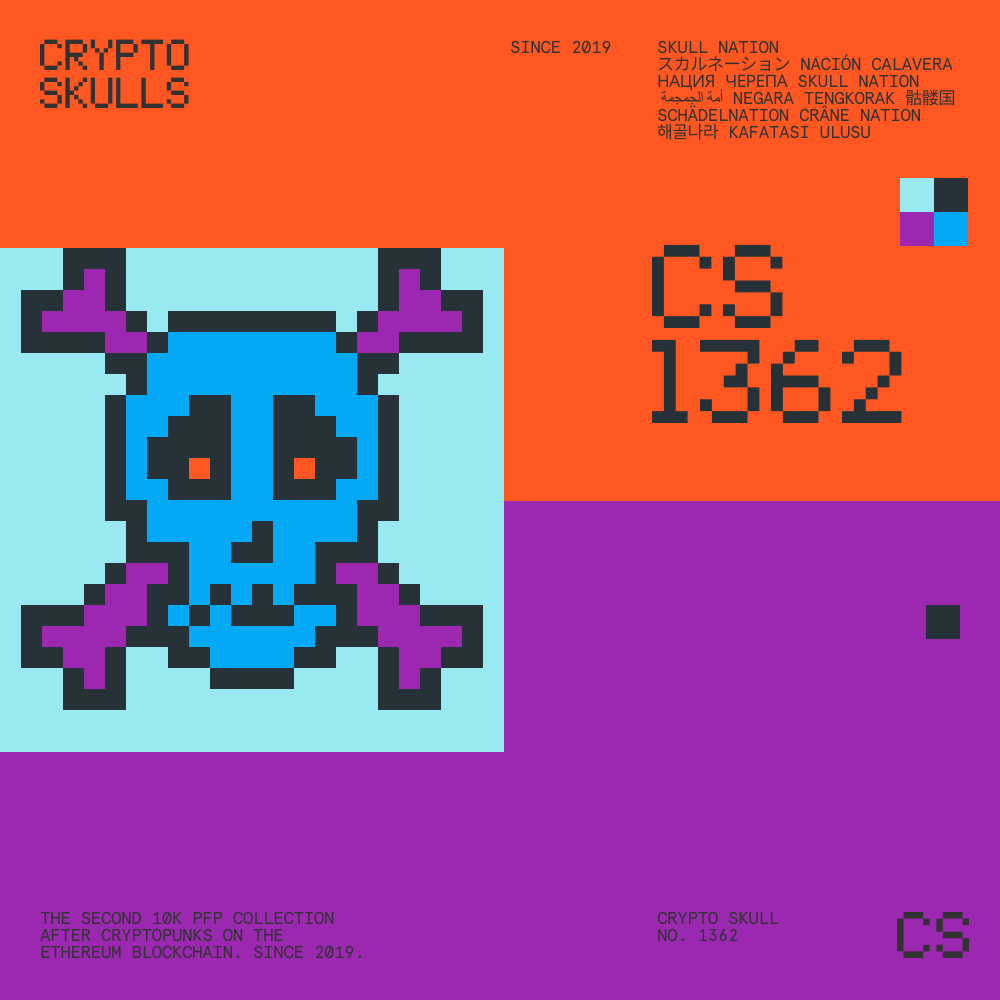 CRYPTO
SKULLS
SINCE 2019
SKULL NATION
スカルネーション NACIÓN CALAVERA
НАЦИЯ ЧЕРЕПА SKULL NATION
أمة الجمجمة NEGARA TENGKORAK 骷髅国
SCHÄDELNATION CRÂNE NATION
해골나라 KAFATASI ULUSU
CS
1362
THE SECOND 10K PFP COLLECTION
AFTER CRYPTOPUNKS ON THE
ETHEREUM BLOCKCHAIN. SINCE 2019.
CRYPTO SKULL
NO. 1362
CS